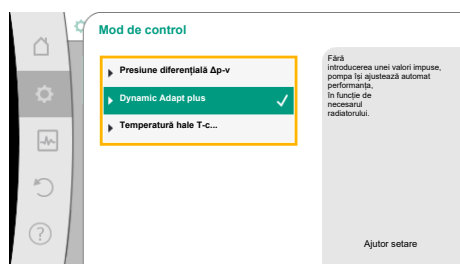 Mod de control
Presiune diferențială Δp-v
Dynamic Adapt plus
Temperatură hale T-c...
Fără
introducerea unei valori impuse,
pompa își ajustează automat
performanța,
în funcție de
necesarul
radiatorului.
Ajutor setare